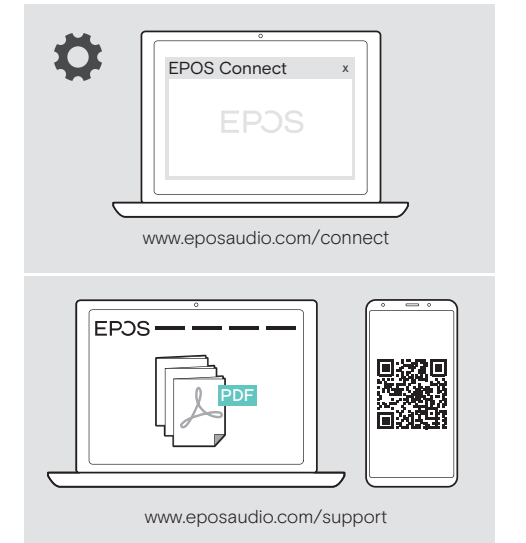 EPOS Connect x
EPOS
www.eposaudio.com/connect
EPOS
PDF
www.eposaudio.com/support